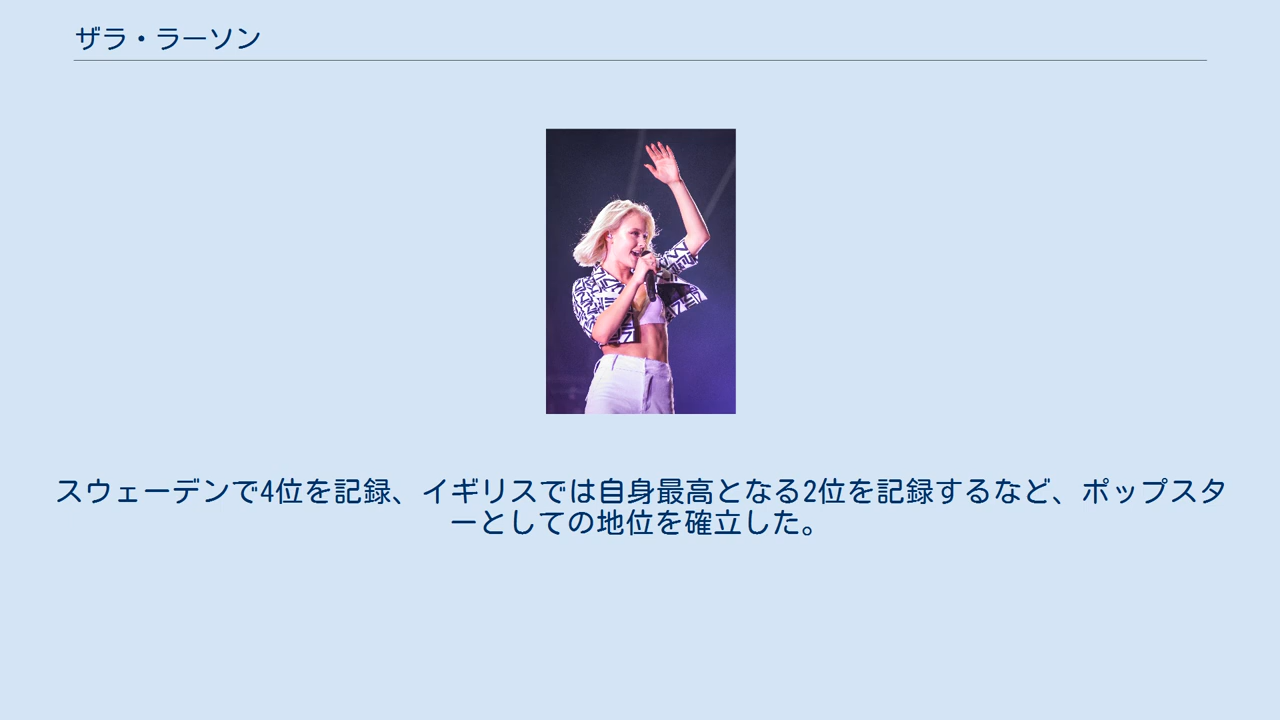 ザラ・ラーソン
スウェーデンで4位を記録、イギリスでは自身最高となる2位を記録するなど、ポップスタ
ーとしての地位を確立した。